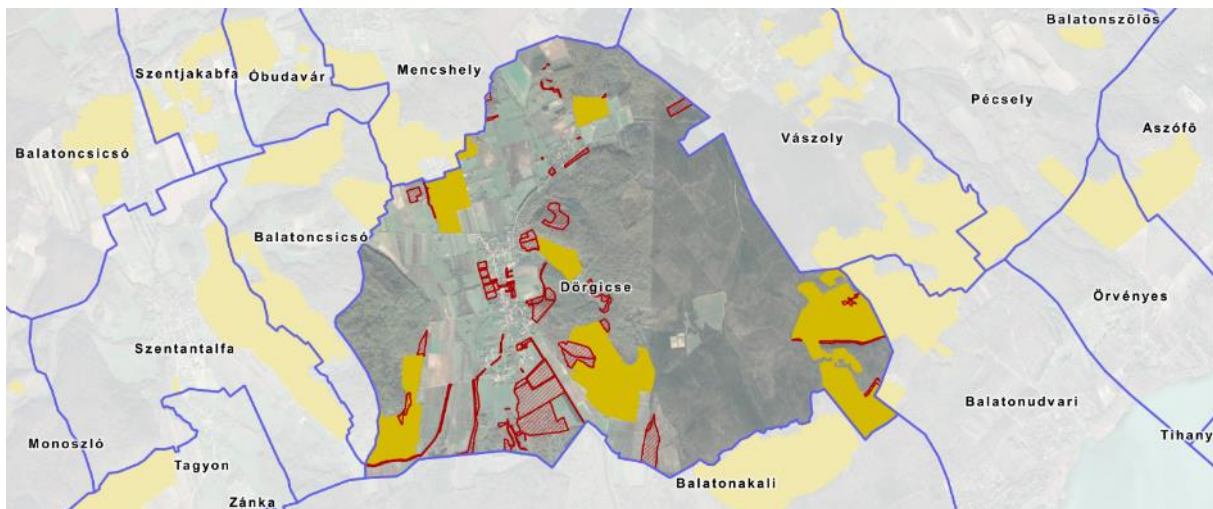 Balatonszőlős
Szentjakabfa
Óbudavár
Mencshely
Pécsely
Aszófő
Balatoncsicsó
Vászoly
Balatoncsicsó
Dörgicse
Örvényes
Szentantalfa
Balatonudvari
Tihany
Monoszló
Tagyon
Balatonakali
Zánka